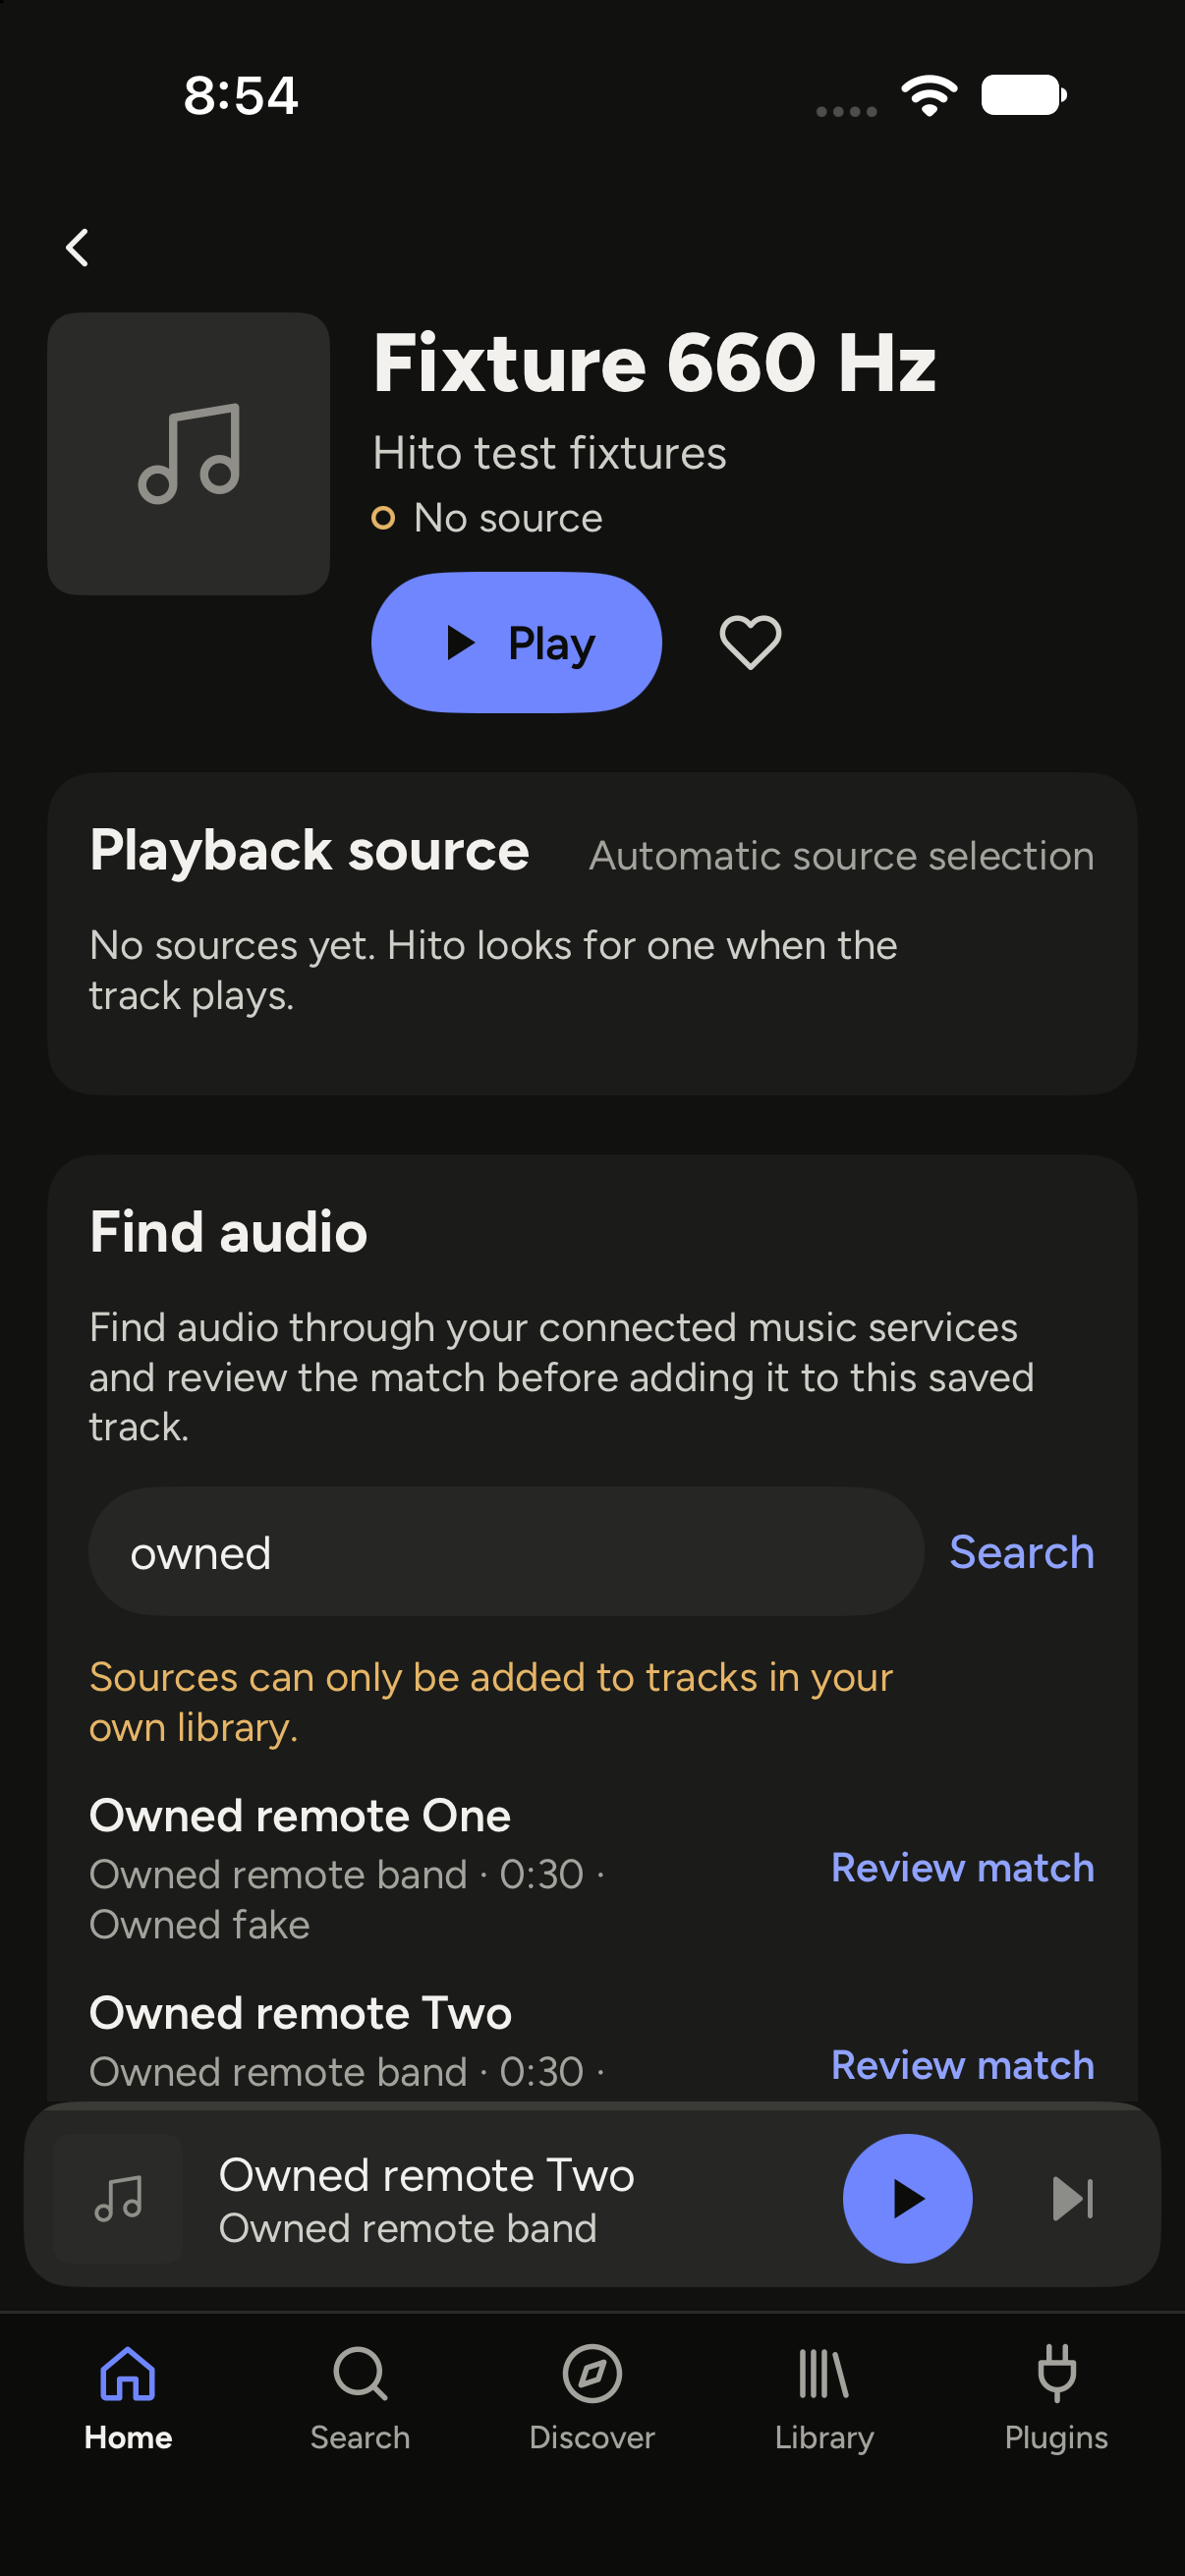 8:54
Fixture 660 Hz
Hito test fixtures
No source
Play
Playback source
Automatic source selection
No sources yet. Hito looks for one when the
track plays.
Find audio
Find audio through your connected music services
and review the match before adding it to this saved
track.
owned
Search
Sources can only be added to tracks in your
own library.
Owned remote One
Owned remote band · 0:30 ·
Owned fake
Review match
Owned remote Two
Owned remote band · 0:30 ·
Review match
Owned remote Two
Owned remote band
Home
Search
Discover
Library
Plugins